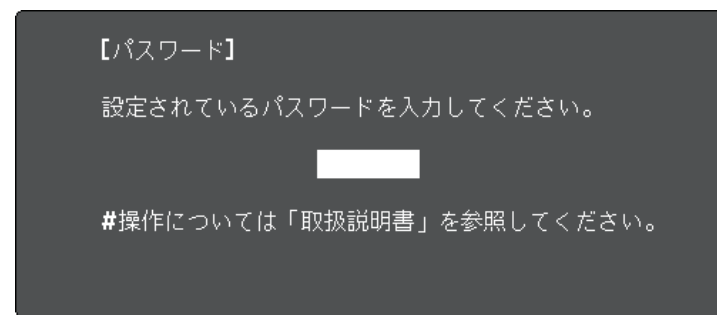 【パスワード】
設定されているパスワードを入力してください。
#操作については「取扱説明書」を参照してください。